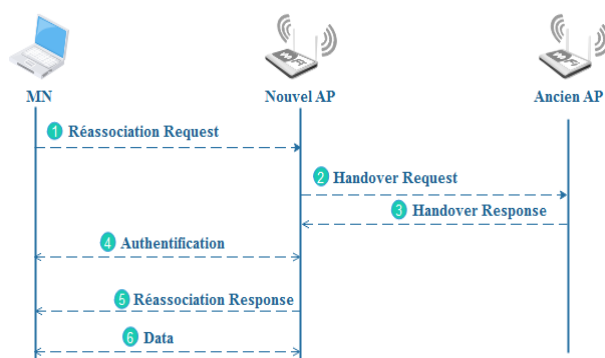 MN
Nouvel AP
Ancien AP
1 Réassociation Request
2 Handover Request
3 Handover Response
4 Authentification
5 Réassociation Response
6 Data